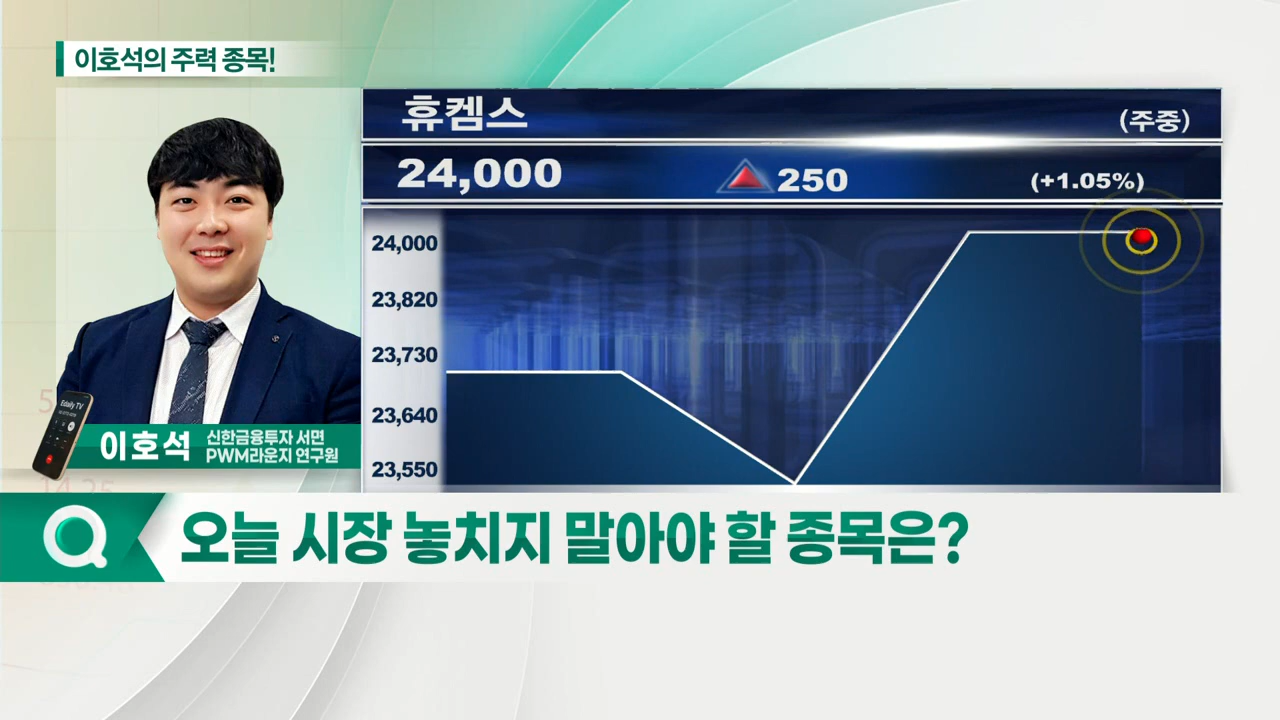 이호석의 주력 종목!
휴켐스
(주중)
24,000 250 (+1.05%)
24,000
23,820
23,730
23,640
23,550
Edaily TV
이호석
신한금융투자 서면
PWM라운지 연구원
오늘 시장 놓치지 말아야 할 종목은?